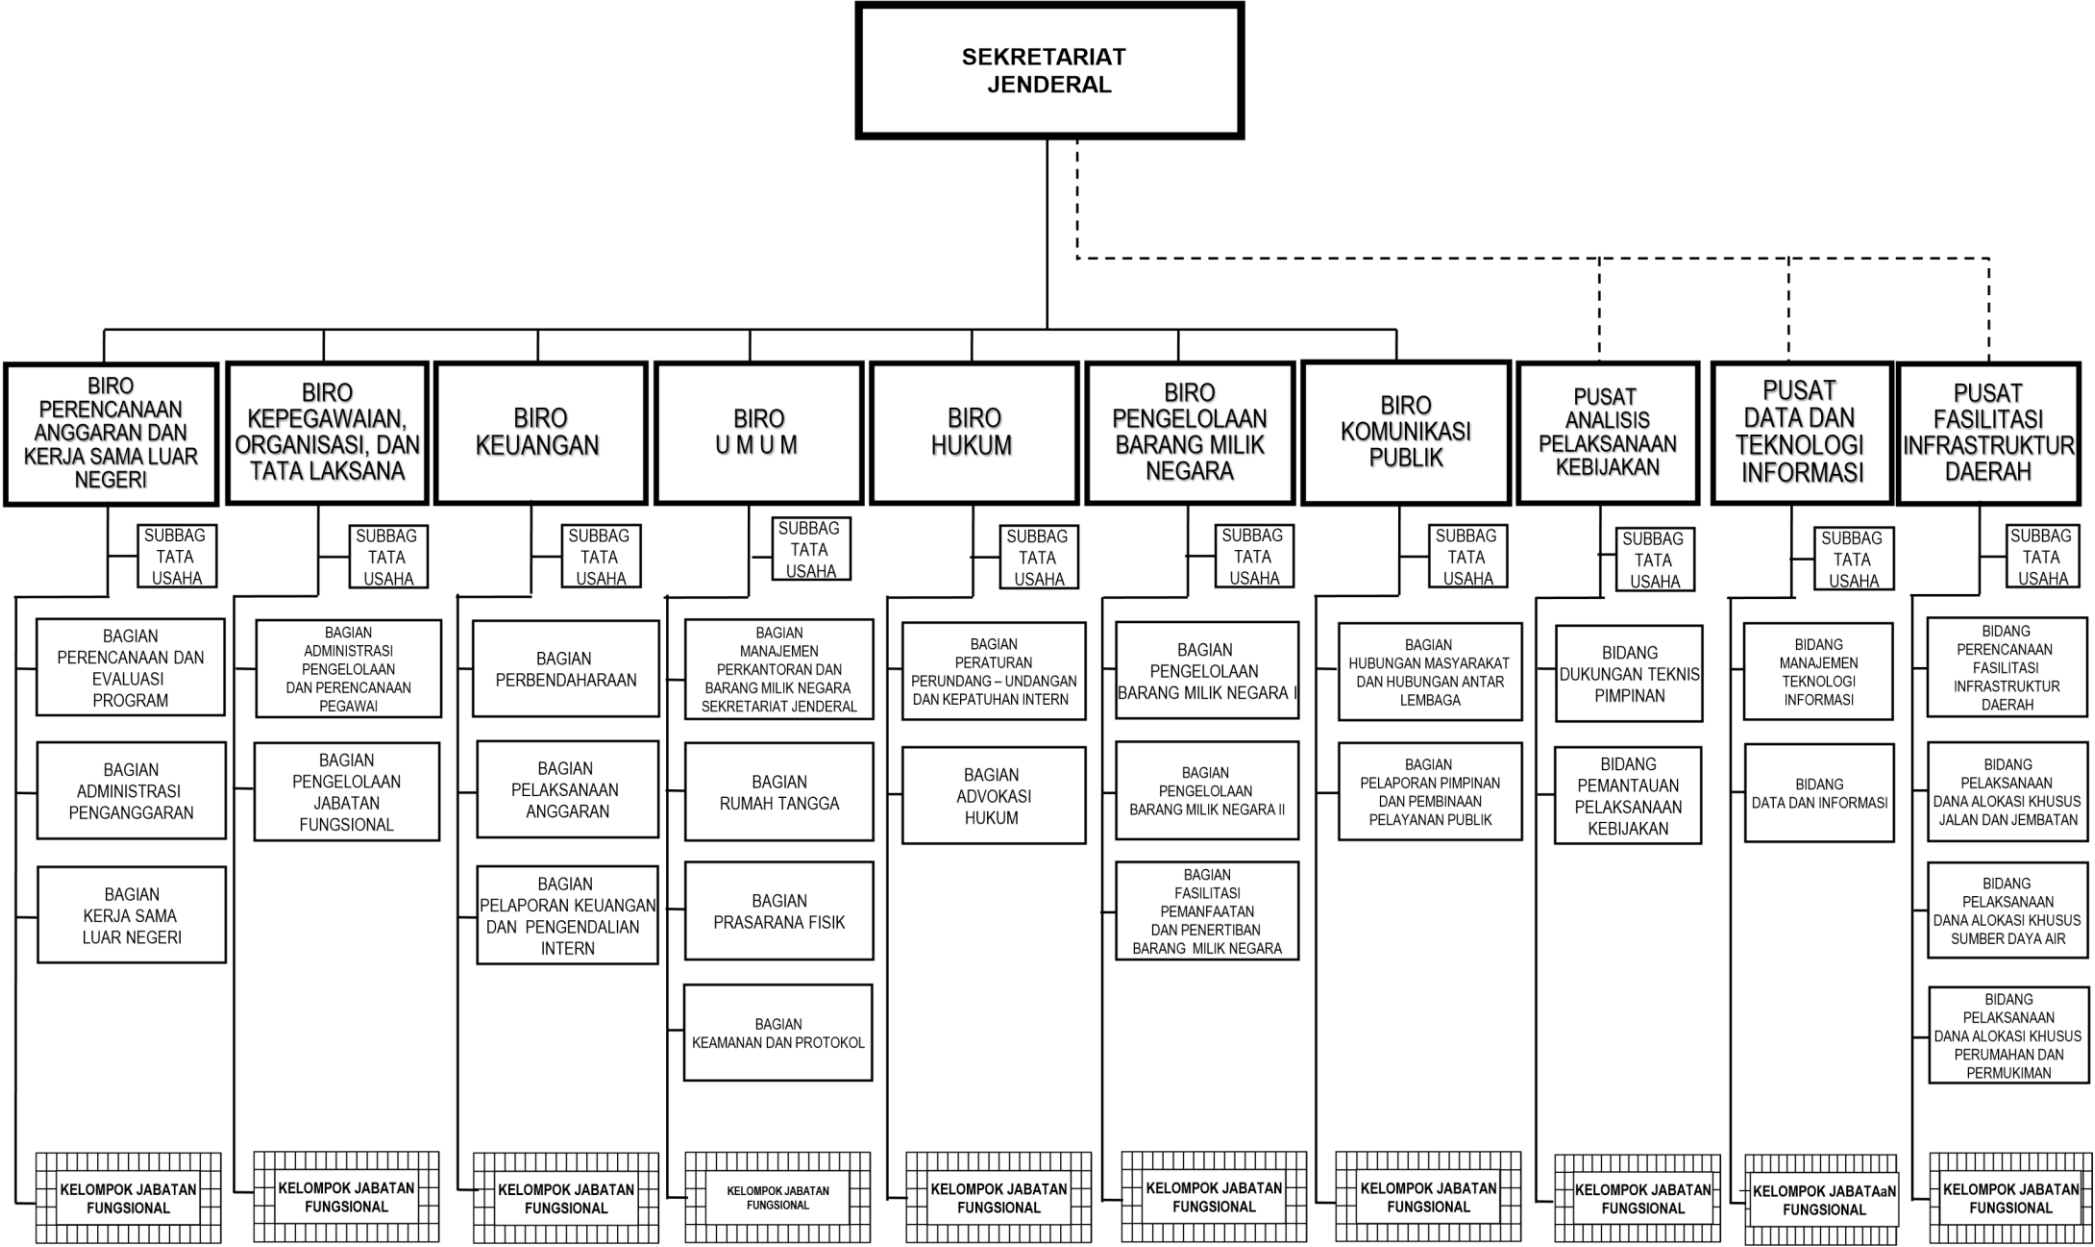 SEKRETARIAT
JENDERAL
BIRO
PERENCANAAN
ANGGARAN DAN
KERJA SAMA LUAR
NEGERI
BIRO
KEPEGAWAIAN,
ORGANISASI, DAN
TATA LAKSANA
BIRO
KEUANGAN
BIRO
U M U M
BIRO
HUKUM
BIRO
PENGELOLAAN
BARANG MILIK
NEGARA
BIRO
KOMUNIKASI
PUBLIK
PUSAT
ANALISIS
PELAKSANAAN
KEBIJAKAN
PUSAT
DATA DAN
TEKNOLOGI
INFORMASI
PUSAT
FASILITASI
INFRASTRUKTUR
DAERAH
SUBBAG
TATA
USAHA
SUBBAG
TATA
USAHA
SUBBAG
TATA
USAHA
SUBBAG
TATA
USAHA
SUBBAG
TATA
USAHA
SUBBAG
TATA
USAHA
SUBBAG
TATA
USAHA
SUBBAG
TATA
USAHA
SUBBAG
TATA
USAHA
SUBBAG
TATA
USAHA
BAGIAN
PERENCANAAN DAN
EVALUASI
PROGRAM
BAGIAN
ADMINISTRASI
PENGELOLAAN
DAN PERENCANAAN
PEGAWAI
BAGIAN
PERBENDAHARAAN
BAGIAN
MANAJEMEN
PERKANTORAN DAN
BARANG MILIK NEGARA
SEKRETARIAT JENDERAL
BAGIAN
PERATURAN
PERUNDANG – UNDANGAN
DAN KEPATUHAN INTERN
BAGIAN
PENGELOLAAN
BARANG MILIK NEGARA I
BAGIAN
HUBUNGAN MASYARAKAT
DAN HUBUNGAN ANTAR
LEMBAGA
BIDANG
DUKUNGAN TEKNIS
PIMPINAN
BIDANG
MANAJEMEN
TEKNOLOGI
INFORMASI
BIDANG
PERENCANAAN
FASILITASI
INFRASTRUKTUR
DAERAH
BAGIAN
ADMINISTRASI
PENGANGGARAN
BAGIAN
PENGELOLAAN
JABATAN
FUNGSIONAL
BAGIAN
PELAKSANAAN
ANGGARAN
BAGIAN
RUMAH TANGGA
BAGIAN
ADVOKASI
HUKUM
BAGIAN
PENGELOLAAN
BARANG MILIK NEGARA II
BAGIAN
PELAPORAN PIMPINAN
DAN PEMBINAAN
PELAYANAN PUBLIK
BIDANG
PEMANTAUAN
PELAKSANAAN
KEBIJAKAN
BIDANG
DATA DAN INFORMASI
BIDANG
PELAKSANAAN
DANA ALOKASI KHUSUS
JALAN DAN JEMBATAN
BAGIAN
KERJA SAMA
LUAR NEGERI
BAGIAN
PELAPORAN KEUANGAN
DAN PENGENDALIAN
INTERN
BAGIAN
PRASARANA FISIK
BAGIAN
FASILITASI
PEMANFAATAN
DAN PENERTIBAN
BARANG MILIK NEGARA
BIDANG
PELAKSANAAN
DANA ALOKASI KHUSUS
SUMBER DAYA AIR
BAGIAN
KEAMANAN DAN PROTOKOL
BIDANG
PELAKSANAAN
DANA ALOKASI KHUSUS
PERUMAHAN DAN
PERMUKIMAN
KELOMPOK JABATAN
FUNGSIONAL
KELOMPOK JABATAN
FUNGSIONAL
KELOMPOK JABATAN
FUNGSIONAL
KELOMPOK JABATAN
FUNGSIONAL
KELOMPOK JABATAN
FUNGSIONAL
KELOMPOK JABATAN
FUNGSIONAL
KELOMPOK JABATAN
FUNGSIONAL
KELOMPOK JABATAN
FUNGSIONAL
KELOMPOK JABATAaN
FUNGSIONAL
KELOMPOK JABATAN
FUNGSIONAL